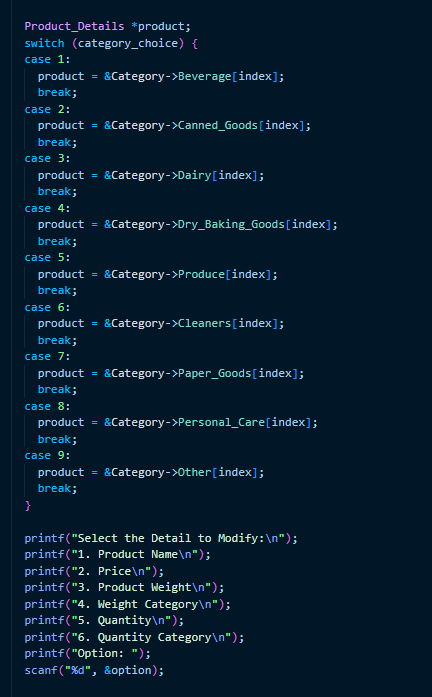 Product_Details *product;
switch (category_choice) {
case 1:
product = &Category->Beverage[index];
break;
case 2:
product = &Category->Canned_Goods[index];
break;
case 3:
product = &Category->Dairy[index];
break;
case 4:
product = &Category->Dry_Baking_Goods[index];
break;
case 5:
product = &Category->Produce[index];
break;
case 6:
product = &Category->Cleaners[index];
break;
case 7:
product = &Category->Paper_Goods[index];
break;
case 8:
product = &Category->Personal_Care[index];
break;
case 9:
product = &Category->Other[index];
break;
}
printf("Select the Detail to Modify:\n");
printf("1. Product Name\n");
printf("2. Price\n");
printf("3. Product Weight\n");
printf("4. Weight Category\n");
printf("5. Quantity\n");
printf("6. Quantity Category\n");
printf("Option: ");
scanf("%d", &option);